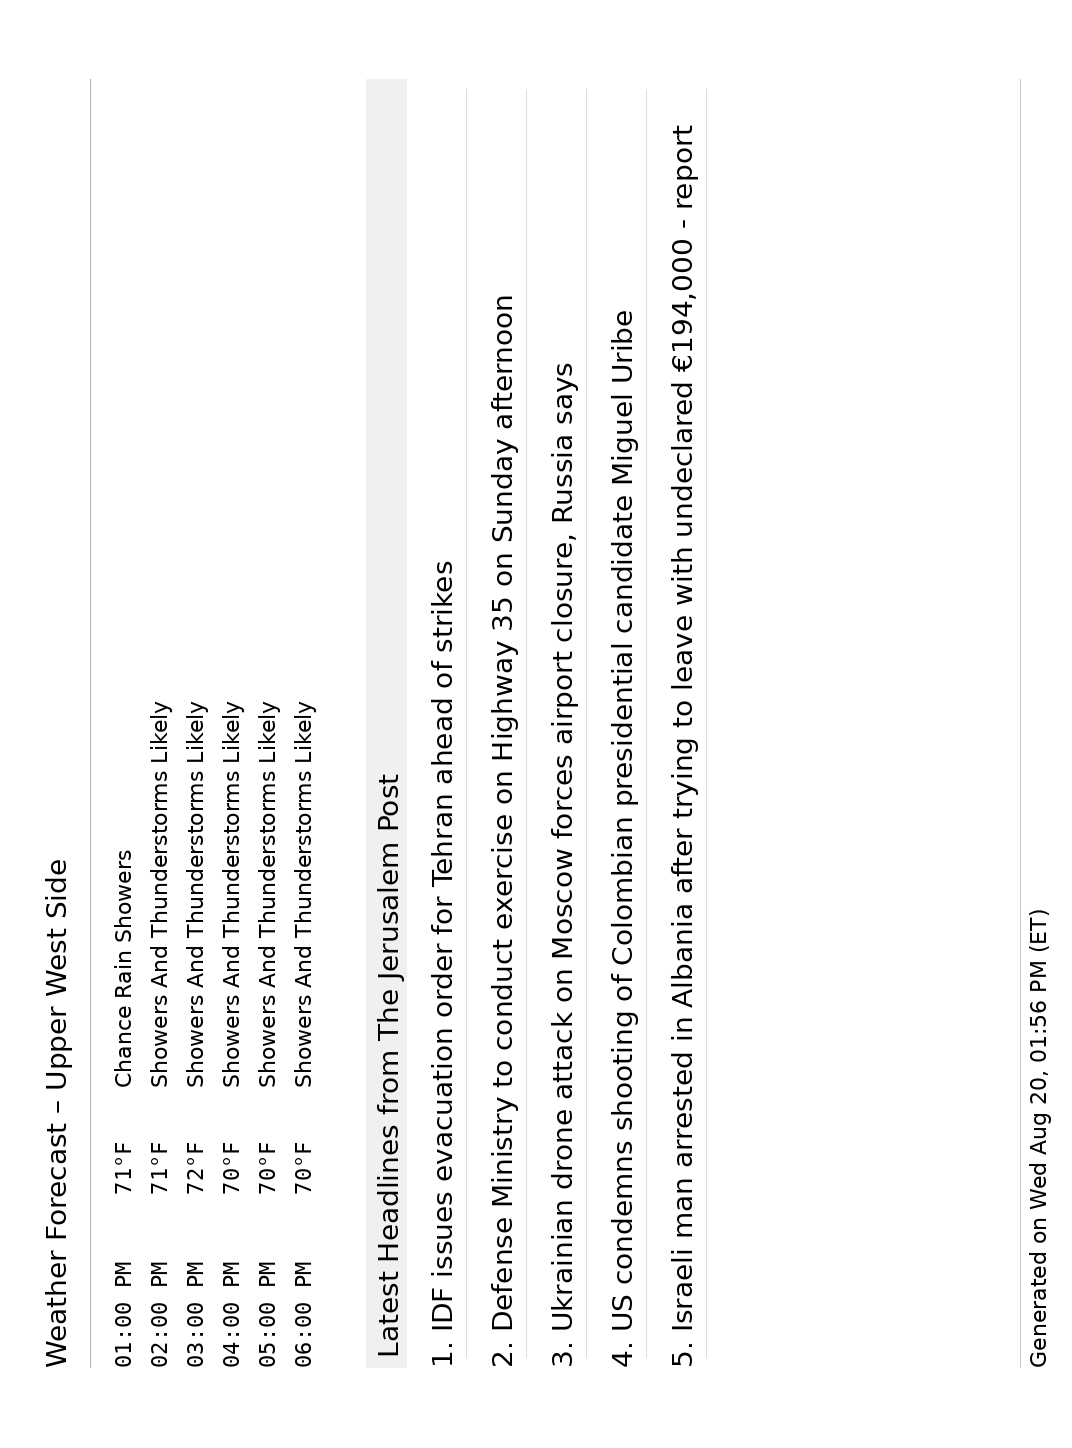 Weather Forecast – Upper West Side
01:00 PM 71°F Chance Rain Showers
02:00 PM 71°F Showers And Thunderstorms Likely
03:00 PM 72°F Showers And Thunderstorms Likely
04:00 PM 70°F Showers And Thunderstorms Likely
05:00 PM 70°F Showers And Thunderstorms Likely
06:00 PM 70°F Showers And Thunderstorms Likely
Latest Headlines from The Jerusalem Post
1. IDF issues evacuation order for Tehran ahead of strikes
2. Defense Ministry to conduct exercise on Highway 35 on Sunday afternoon
3. Ukrainian drone attack on Moscow forces airport closure, Russia says
4. US condemns shooting of Colombian presidential candidate Miguel Uribe
5. Israeli man arrested in Albania after trying to leave with undeclared €194,000 - report
Generated on Wed Aug 20, 01:56 PM (ET)